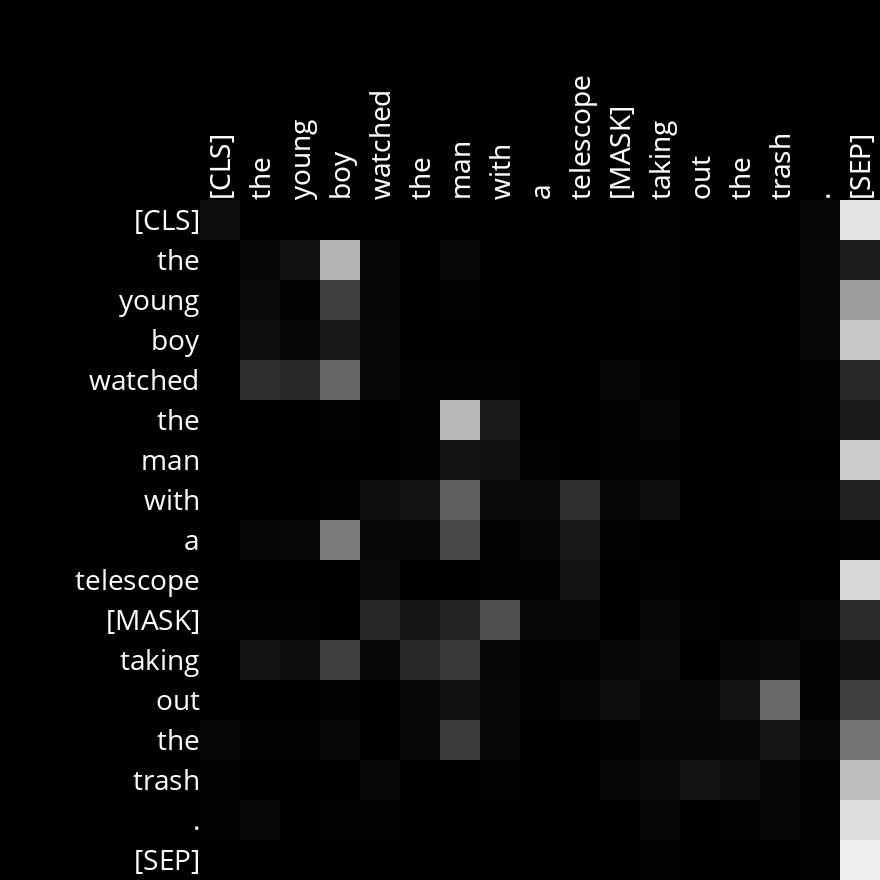 [CLS] the young boy watched the man with a telescope [MASK] taking out the trash . [SEP]
[CLS]
the
young
boy
watched
the
man
with
a
telescope
[MASK]
taking
out
the
trash
.
[SEP]